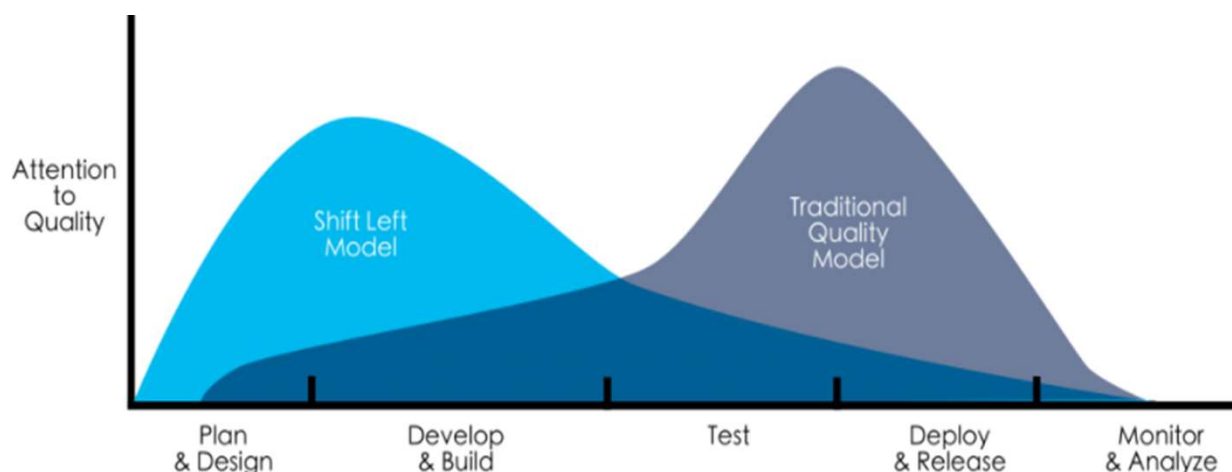 Attention
to
Quality
Shift Left
Model
Traditional
Quality
Model
Plan
& Design
Develop
& Build
Test
Deploy
& Release
Monitor
& Analyze